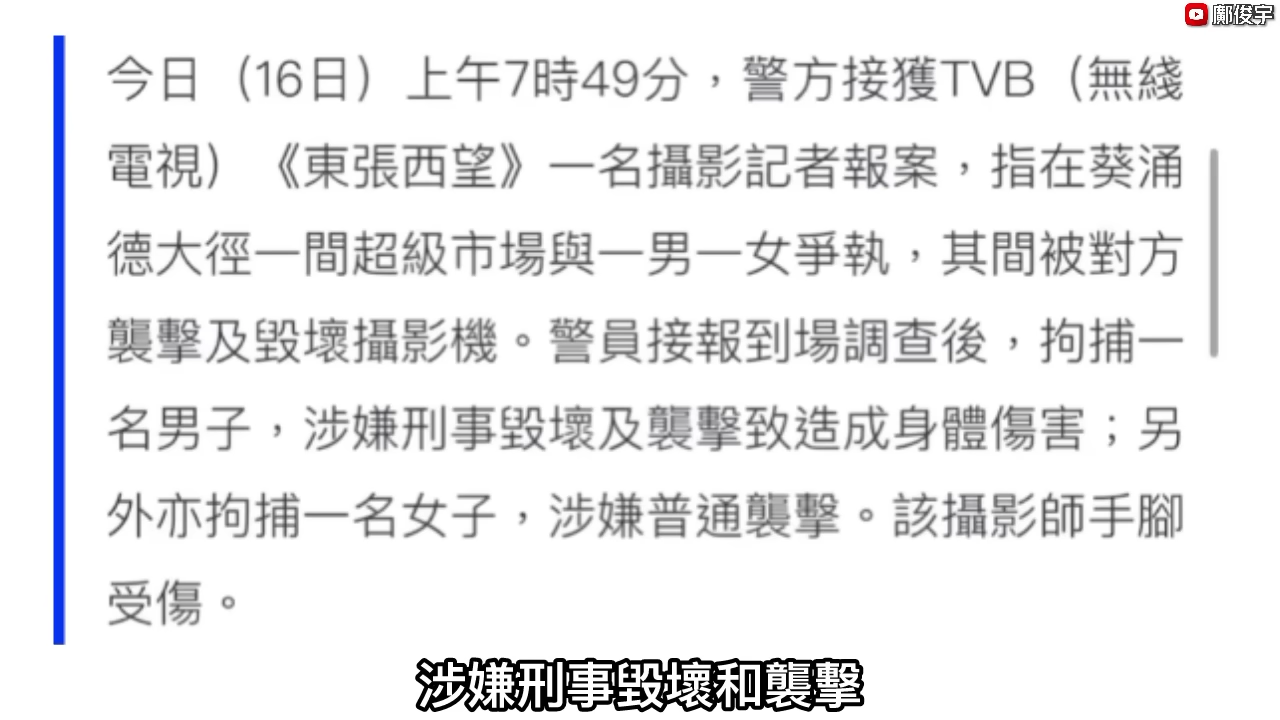 鄺俊宇
今日（16日）上午7時49分，警方接獲TVB（無綫
電視）《東張西望》一名攝影記者報案，指在葵涌
德大徑一間超級市場與一男一女爭執，其間被對方
襲擊及毀壞攝影機。警員接報到場調查後，拘捕一
名男子，涉嫌刑事毀壞及襲擊致造成身體傷害；另
外亦拘捕一名女子，涉嫌普通襲擊。該攝影師手腳
受傷。
涉嫌刑事毀壞和襲擊